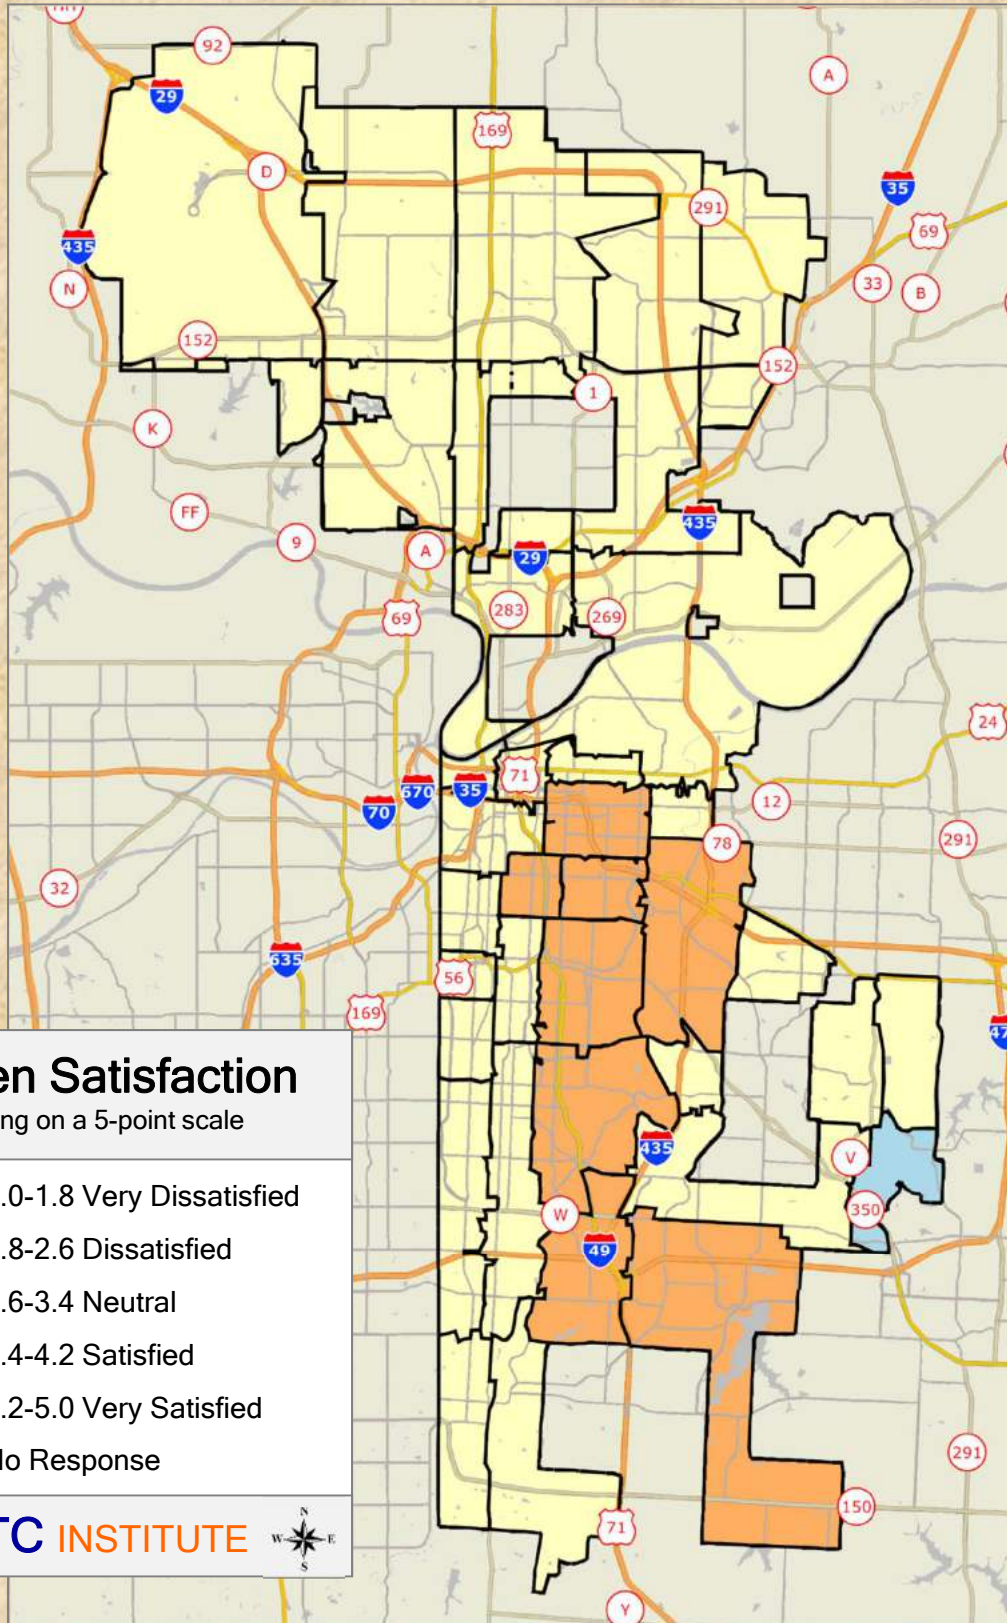 92
A
29
169
D
291
35
69
435
N
33
B
152
152
1
K
FF
435
9
A
29
283
269
69
24
71
670
35
70
12
78
291
32
635
56
169
47
en Satisfaction
ng on a 5-point scale
435
V
.0-1.8 Very Dissatisfied
350
W
.8-2.6 Dissatisfied
49
.6-3.4 Neutral
.4-4.2 Satisfied
.2-5.0 Very Satisfied
291
o Response
150
TC INSTITUTE
N
W E
S
71
Y